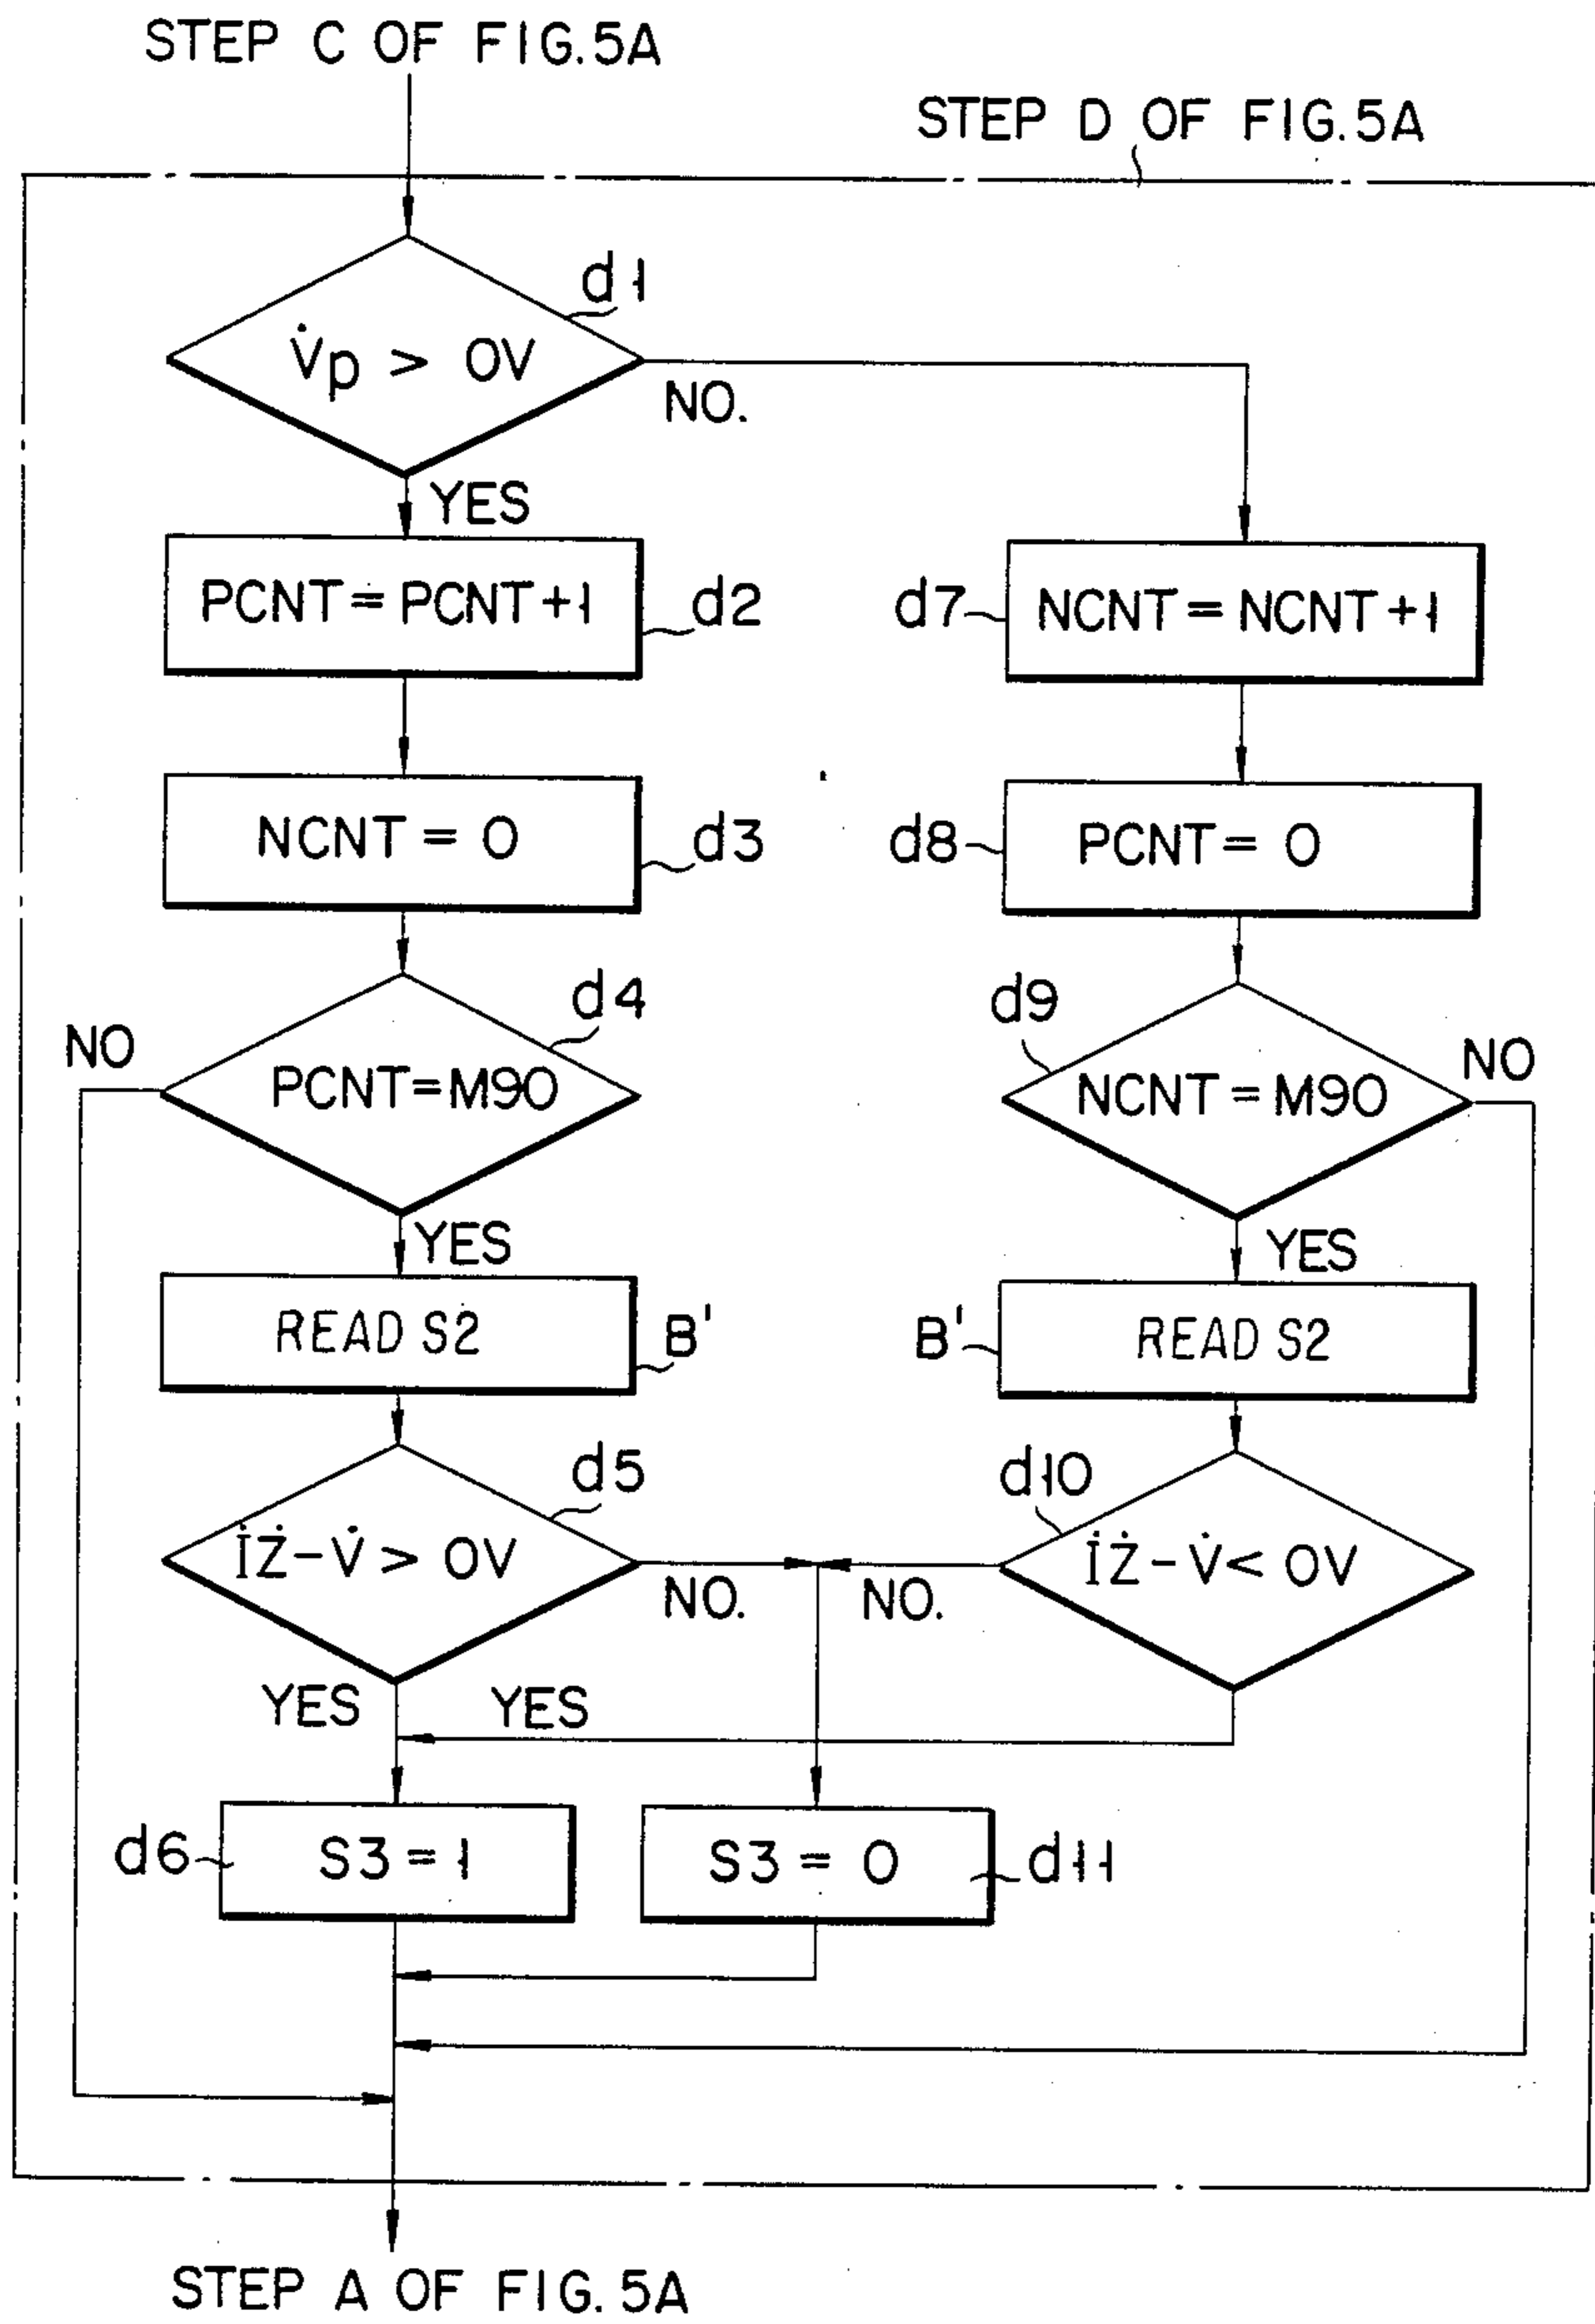 STEP C OF FIG.5A
STEP D OF FIG.5A
d1
V̇p > 0V
NO.
YES
PCNT = PCNT + 1
d2
d7
NCNT = NCNT + 1
NCNT = 0
d3
d8
PCNT = 0
d4
d9
NO
PCNT = M90
NCNT = M90
NO
YES
YES
READ S2
B'
B'
READ S2
d5
d10
İŻ - V̇ > 0V
İŻ - V̇ < 0V
NO.
NO.
YES
YES
d6
S3 = 1
S3 = 0
d11
STEP A OF FIG. 5A